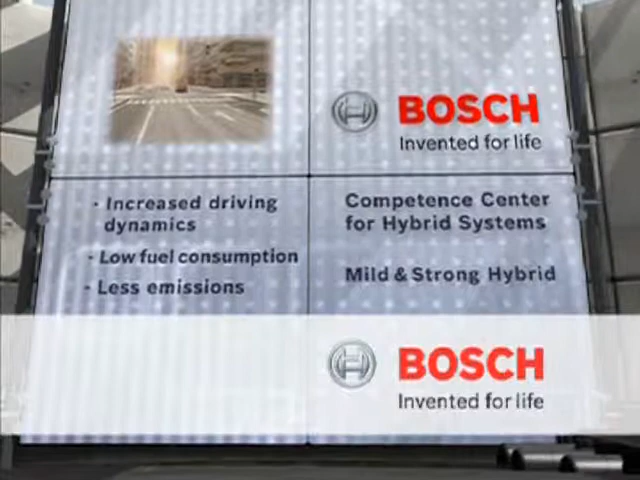 BOSCH
Invented for life
· Increased driving
dynamics
· Low fuel consumption
· Less emissions
Competence Center
for Hybrid Systems
Mild & Strong Hybrid
BOSCH
Invented for life